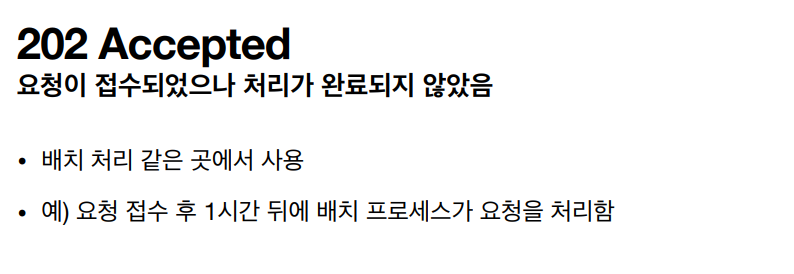 202 Accepted
요청이 접수되었으나 처리가 완료되지 않았음
• 배치 처리 같은 곳에서 사용
• 예) 요청 접수 후 1시간 뒤에 배치 프로세스가 요청을 처리함